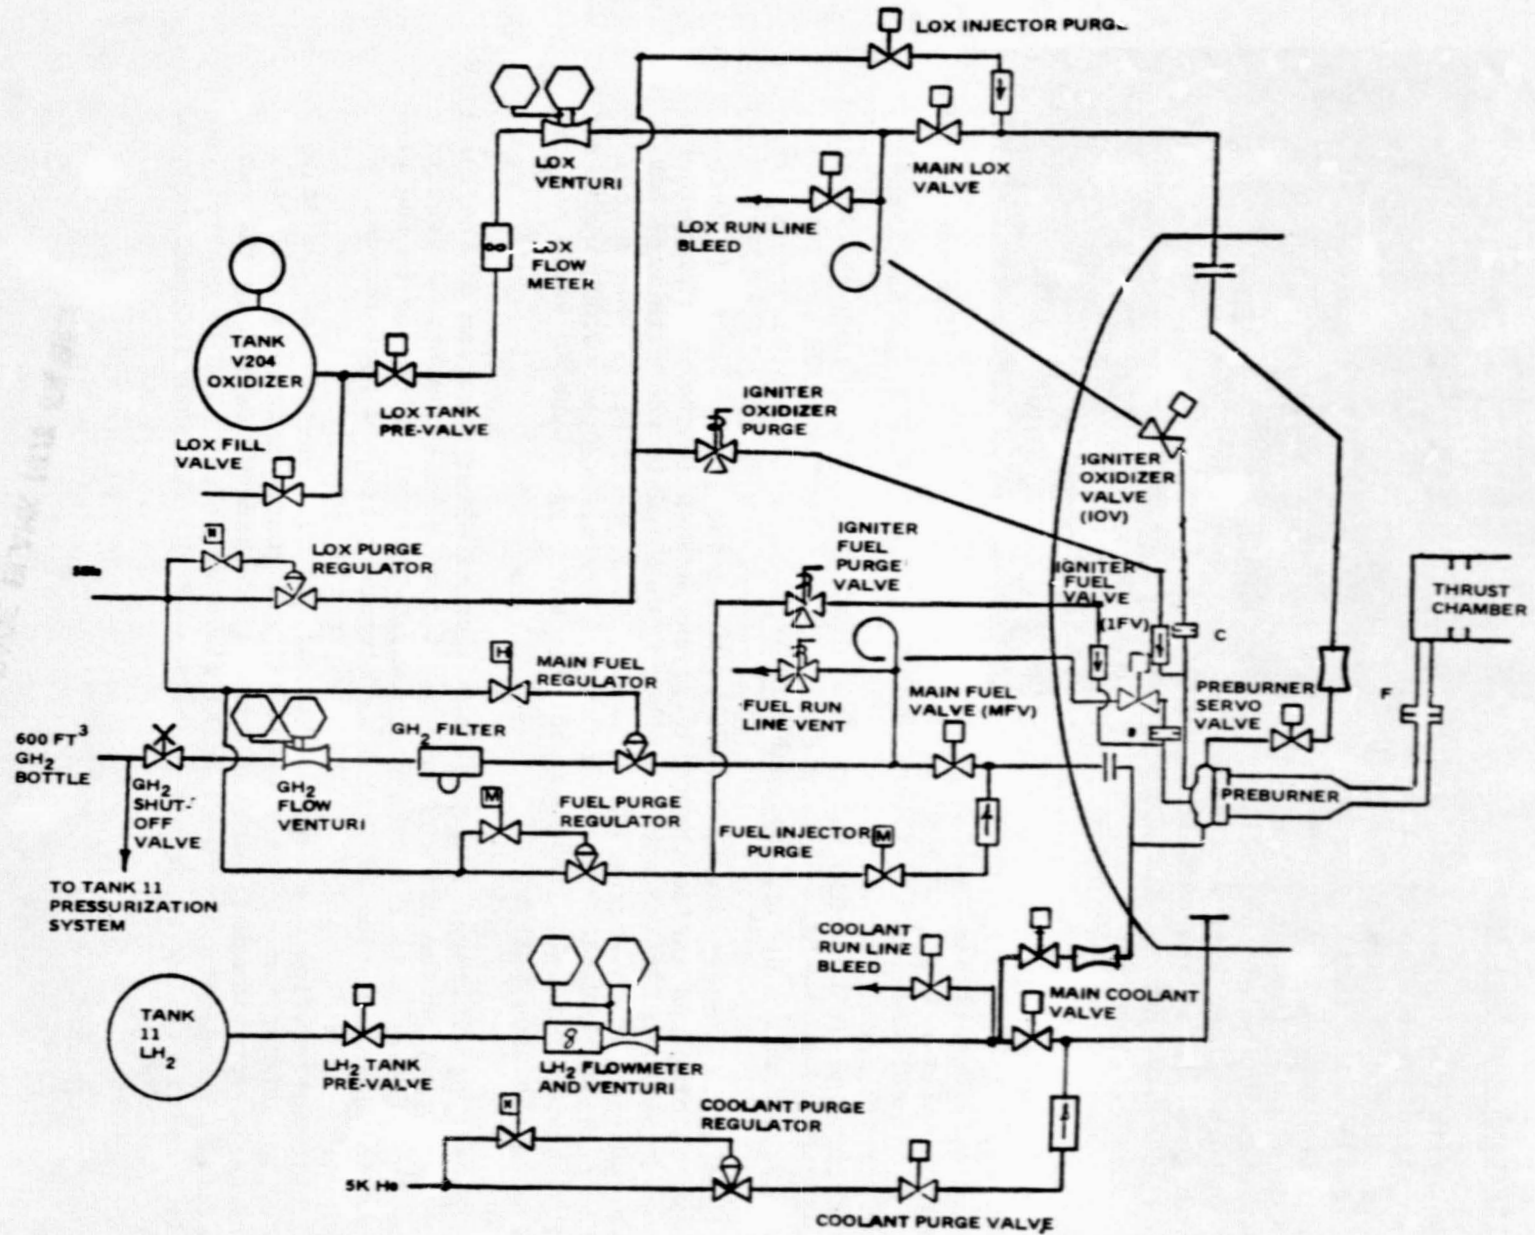 LOX INJECTOR PURG
LOX
VENTURI
MAIN LOX
VALVE
LOX RUN LINE
BLEED
LOX
FLOW
METER
TANK
V204
OXIDIZER
LOX TANK
PRE-VALVE
LOX FILL
VALVE
IGNITER
OXIDIZER
PURGE
IGNITER
OXIDIZER
VALVE
(IOV)
LOX PURGE
REGULATOR
IGNITER
FUEL
PURGE
VALVE
IGNITER
FUEL
VALVE
(1FV)
C
THRUST
CHAMBER
H
MAIN FUEL
REGULATOR
FUEL RUN
LINE VENT
MAIN FUEL
VALVE (MFV)
PREBURNER
SERVO
VALVE
F
600 FT3
GH2
BOTTLE
GH2
SHUT-
OFF
VALVE
GH2
FLOW
VENTURI
GH2 FILTER
M
FUEL PURGE
REGULATOR
FUEL INJECTOR
PURGE
M
PREBURNER
TO TANK 11
PRESSURIZATION
SYSTEM
COOLANT
RUN LINE
BLEED
MAIN COOLANT
VALVE
TANK
11
LH2
LH2 TANK
PRE-VALVE
8
LH2 FLOWMETER
AND VENTURI
COOLANT PURGE
REGULATOR
5K He
COOLANT PURGE VALVE